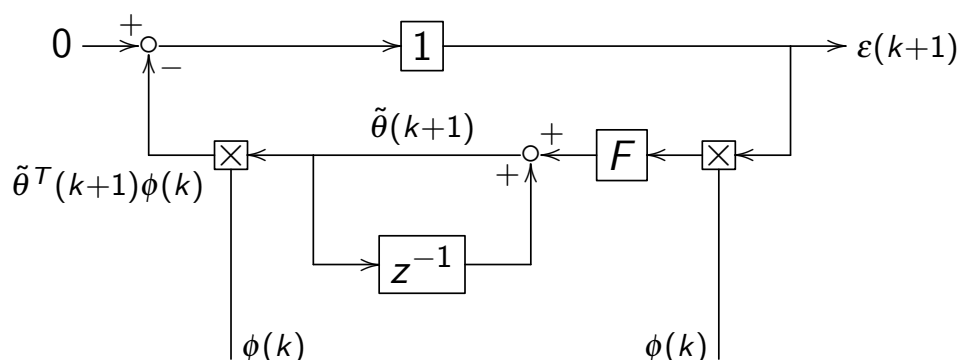 0 + − 1 ε(k+1)
θ̃(k+1) + + F
θ̃ᵀ(k+1)ϕ(k)
z⁻¹
ϕ(k) ϕ(k)